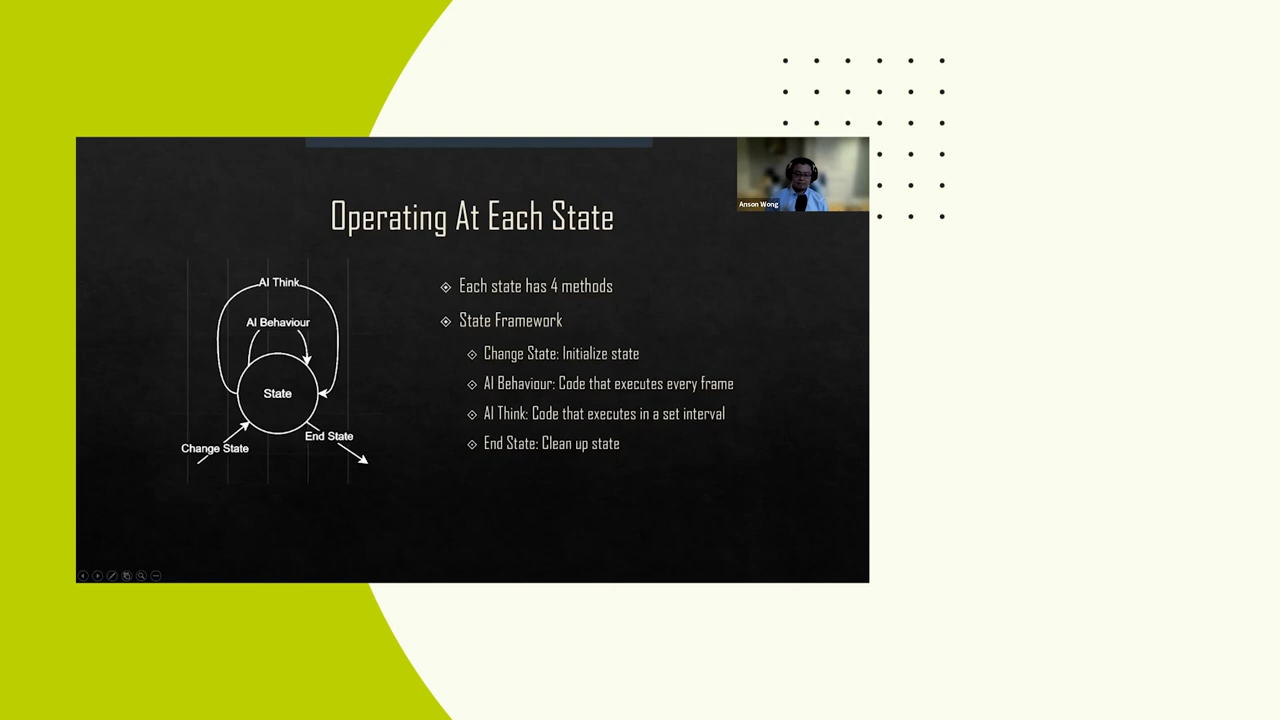 Anson Wong
Operating At Each State
AI Think
AI Behaviour
State
Change State
End State
Each state has 4 methods
State Framework
Change State: Initialize state
AI Behaviour: Code that executes every frame
AI Think: Code that executes in a set interval
End State: Clean up state